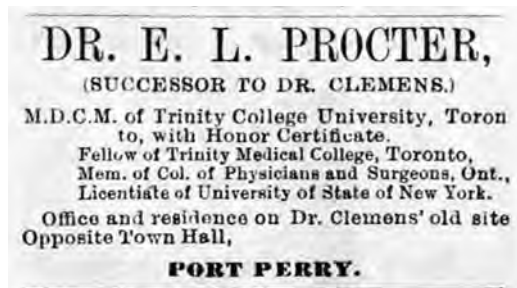 DR. E. L. PROCTER,
(SUCCESSOR TO DR. CLEMENS.)
M.D.C.M. of Trinity College University, Toron
to, with Honor Certificate.
Fellow of Trinity Medical College, Toronto,
Mem. of Col. of Physicians and Surgeons, Ont.,
Licentiate of University of State of New York.
Office and residence on Dr. Clemens' old site
Opposite Town Hall,
PORT PERRY.